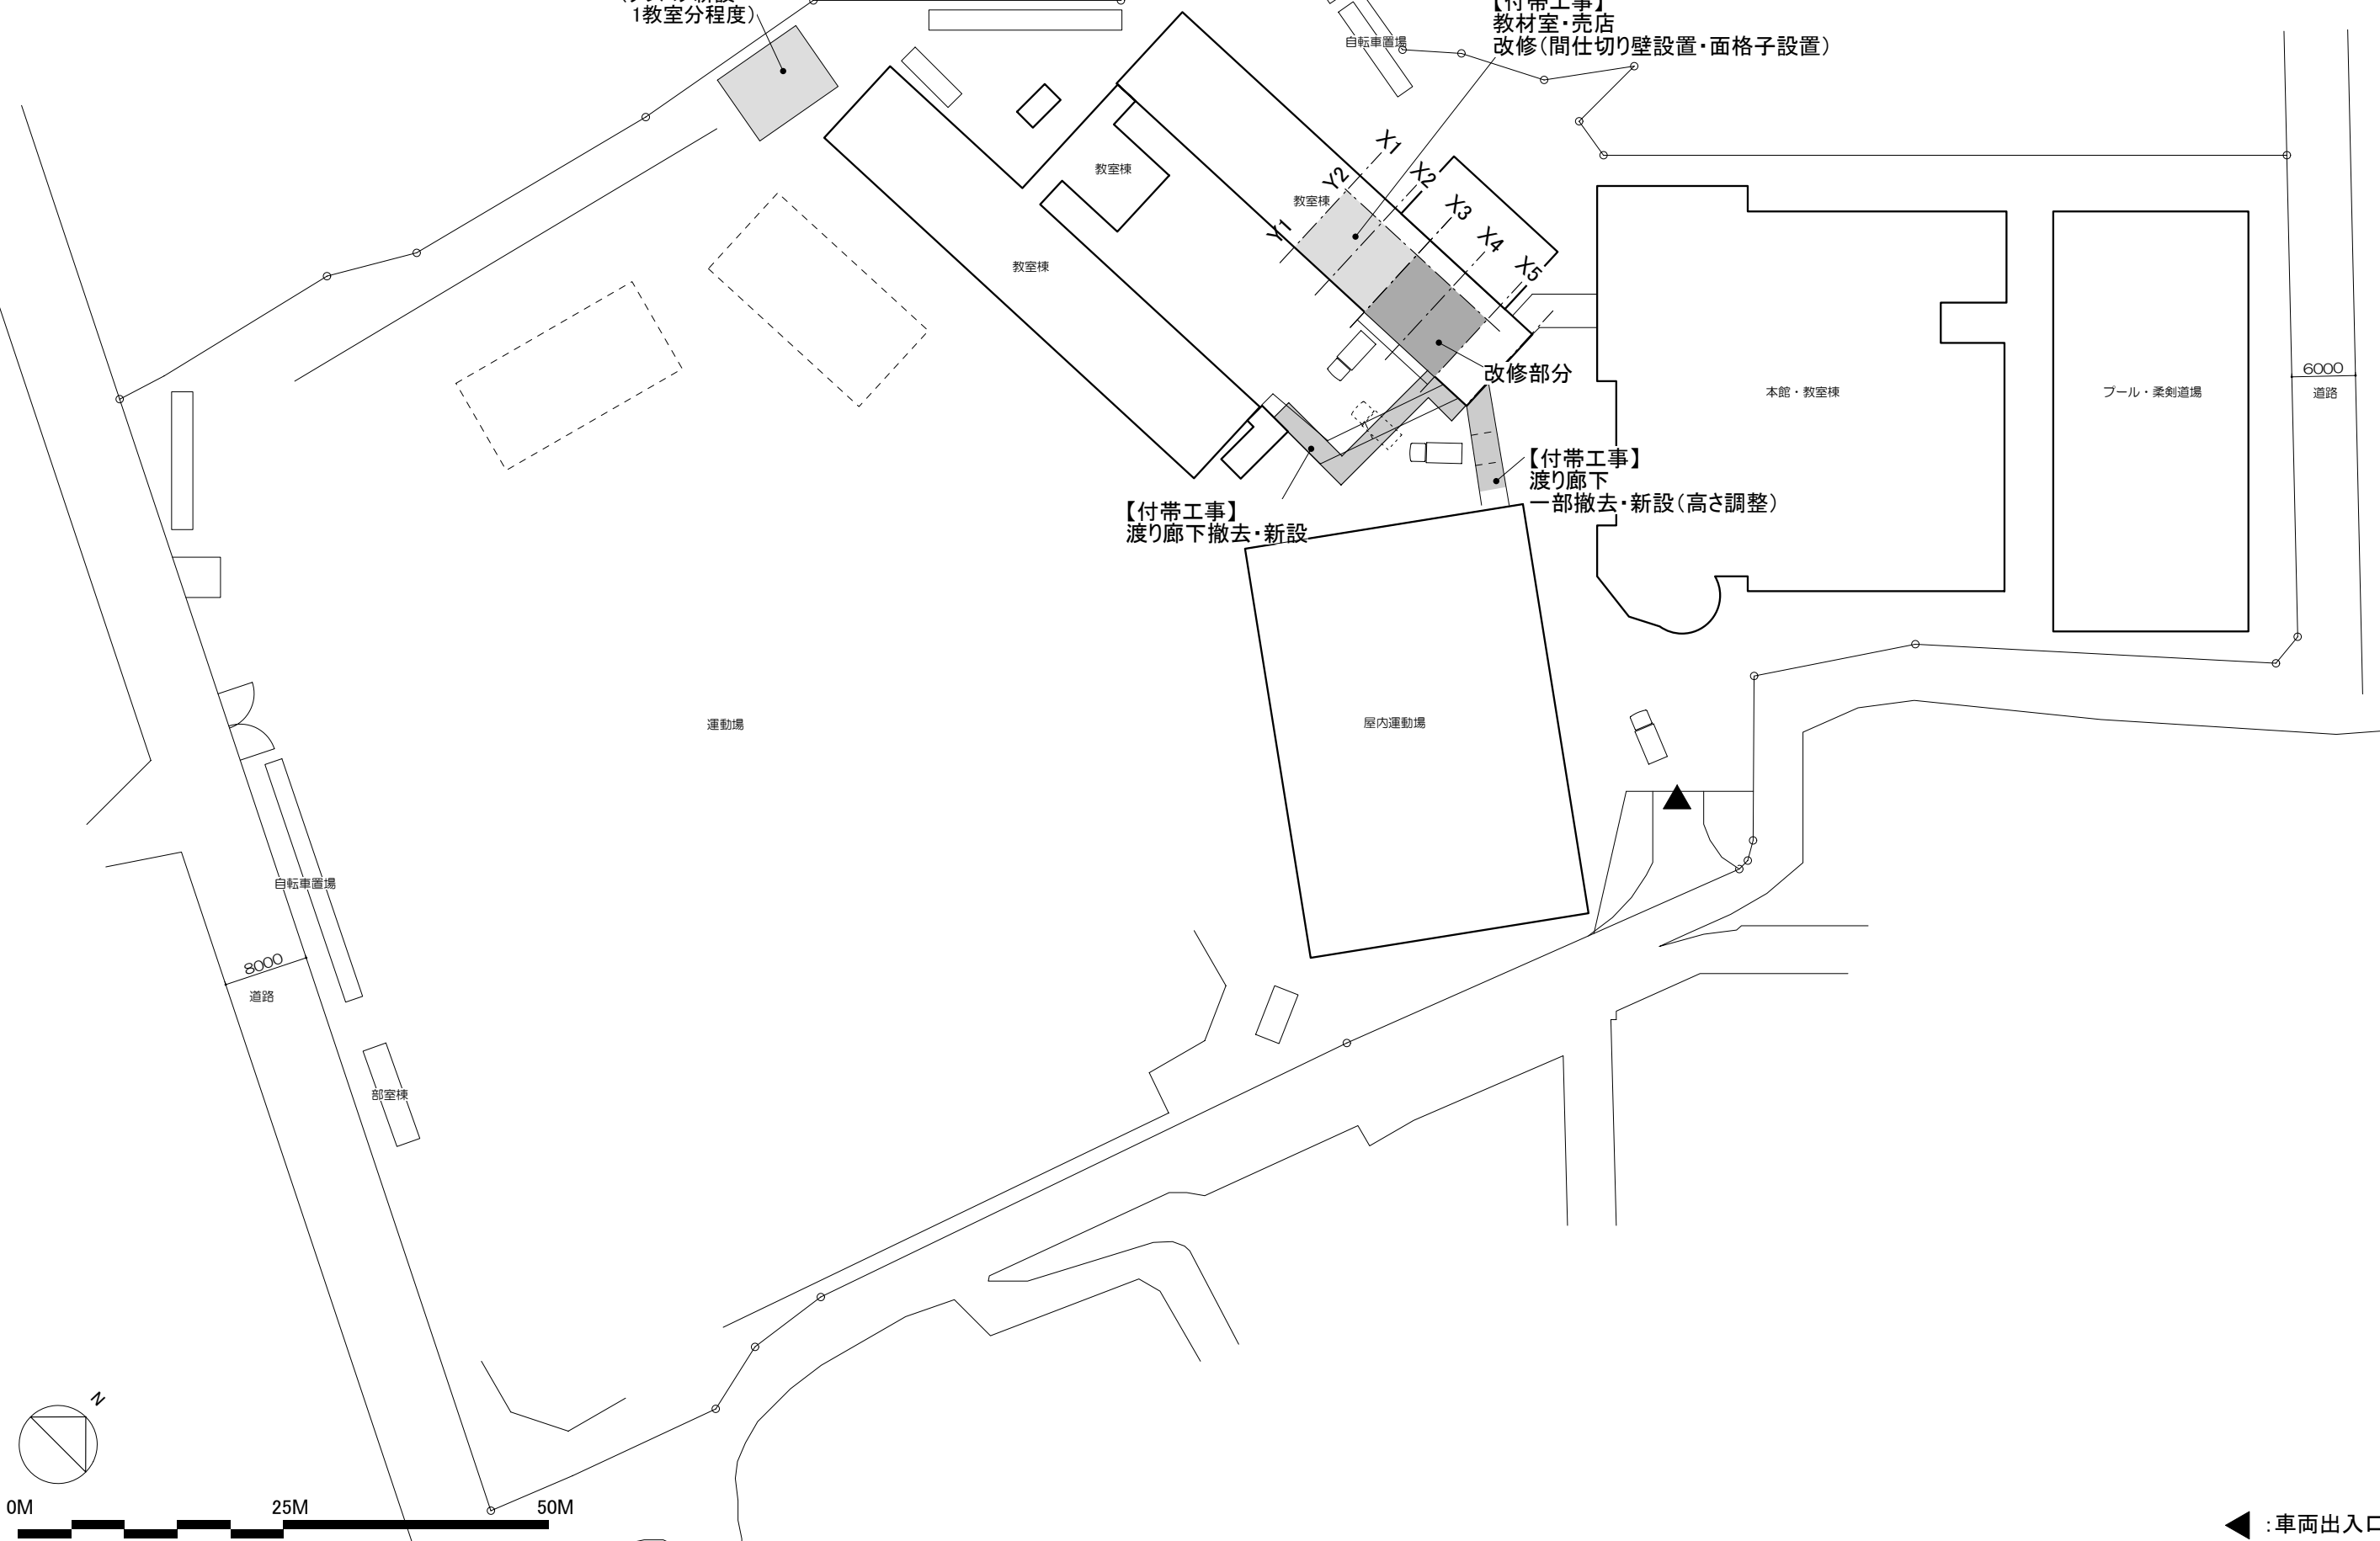 1教室分程度)
【付帯工事】
教材室・売店
改修(間仕切り壁設置・面格子設置)
自転車置場
X1
X2
X3
X4
X5
Y2
Y1
教室棟
教室棟
教室棟
改修部分
本館・教室棟
プール・柔剣道場
6000
道路
【付帯工事】
渡り廊下
一部撤去・新設(高さ調整)
【付帯工事】
渡り廊下撤去・新設
運動場
屋内運動場
自転車置場
8000
道路
部室棟
N
0M
25M
50M
:車両出入口